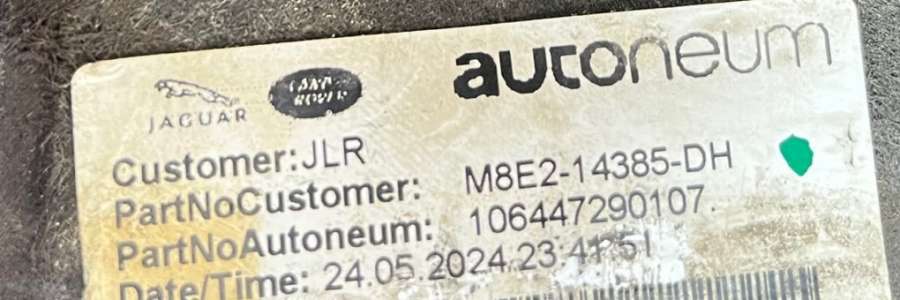 autoneum
JAGUAR
LAND
ROVER
Customer:JLR
PartNoCustomer: M8E2-14385-DH
PartNoAutoneum: 106447290107.
Date/Time: 24.05.2024 23:41:51